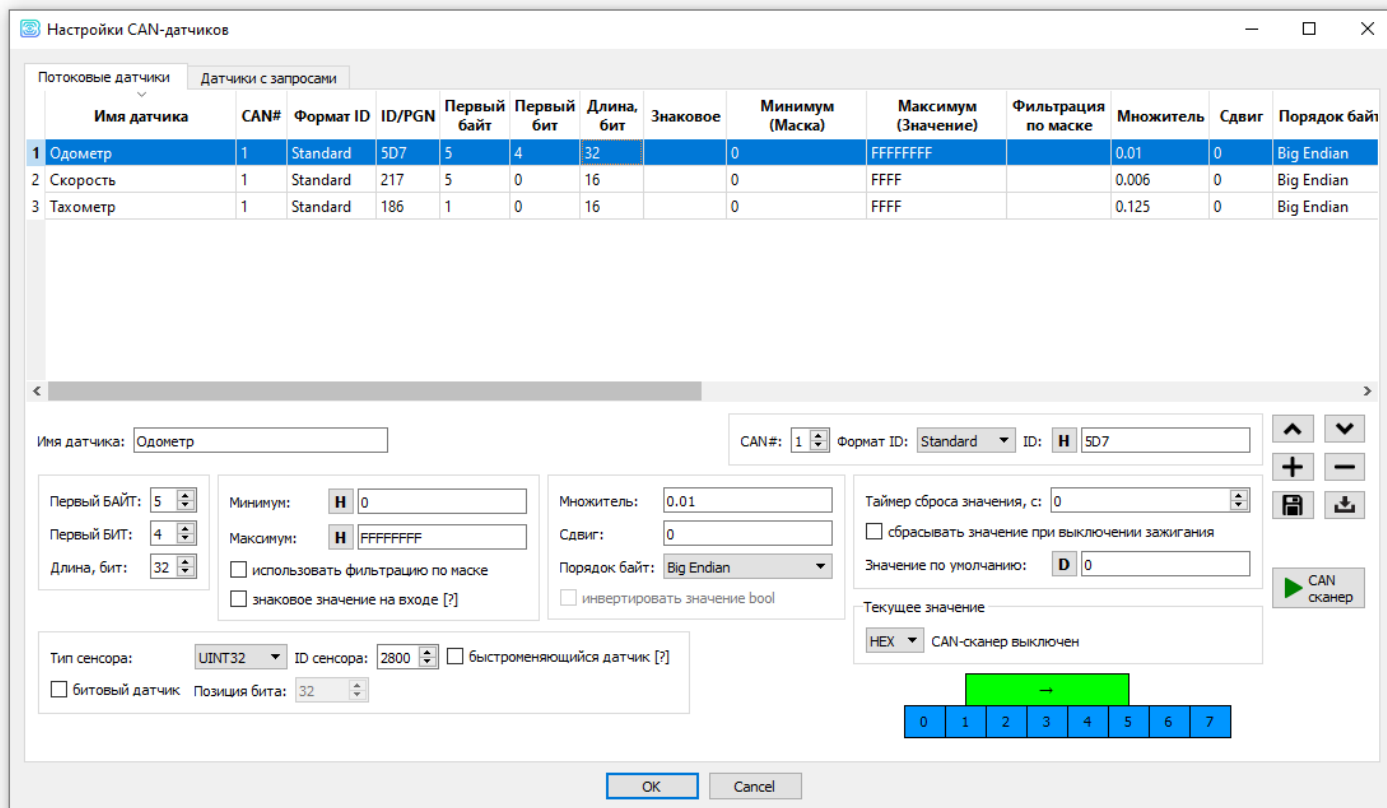 Настройки CAN-датчиков
Потоковые датчики Датчики с запросами
Имя датчика CAN# Формат ID ID/PGN Первый байт Первый бит Длина, бит Знаковое Минимум (Маска) Максимум (Значение) Фильтрация по маске Множитель Сдвиг Порядок байт
1 Одометр 1 Standard 5D7 5 4 32 0 FFFFFFFF 0.01 0 Big Endian
2 Скорость 1 Standard 217 5 0 16 0 FFFF 0.006 0 Big Endian
3 Тахометр 1 Standard 186 1 0 16 0 FFFF 0.125 0 Big Endian
Имя датчика: Одометр CAN#: 1 Формат ID: Standard ID: H 5D7
Первый БАЙТ: 5 Минимум: H 0 Множитель: 0.01 Таймер сброса значения, с: 0
Первый БИТ: 4 Максимум: H FFFFFFFF Сдвиг: 0 сбрасывать значение при выключении зажигания
Длина, бит: 32 использовать фильтрацию по маске Порядок байт: Big Endian Значение по умолчанию: D 0
знаковое значение на входе [?] инвертировать значение bool
CAN сканер
Текущее значение
HEX CAN-сканер выключен
Тип сенсора: UINT32 ID сенсора: 2800 быстроменяющийся датчик [?]
битовый датчик Позиция бита: 32
→
0 1 2 3 4 5 6 7
OK Cancel